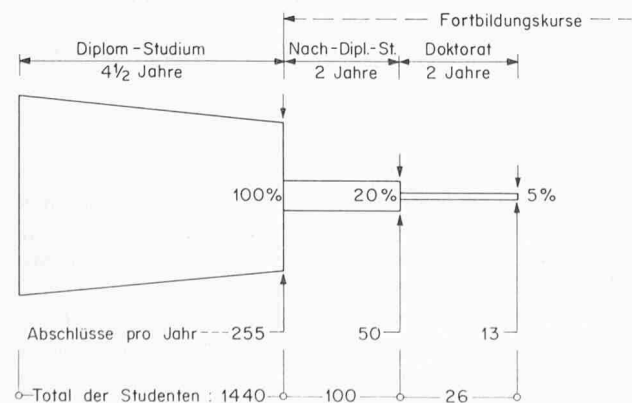 Fortbildungskurse
Diplom-Studium Nach-Dipl.-St. Doktorat
4½ Jahre 2 Jahre 2 Jahre
100% 20% 5%
Abschlüsse pro Jahr 255 50 13
Total der Studenten : 1440 100 26